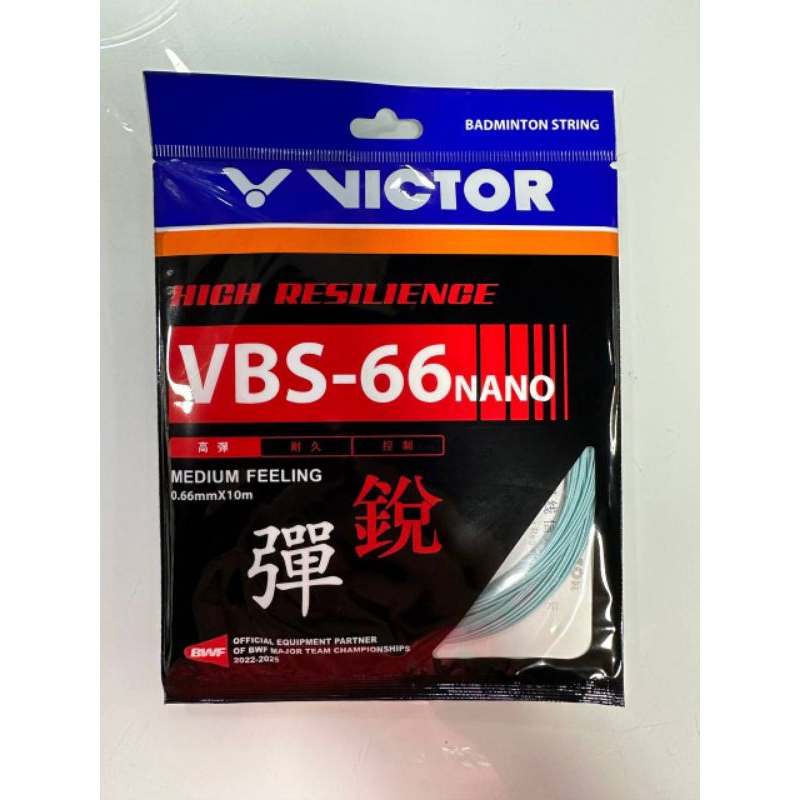 BADMINTON STRING
VICTOR
HIGH RESILIENCE
VBS-66NANO
高彈 耐久 控制
MEDIUM FEELING
0.66mmX10m
銳
彈
BWF
OFFICIAL EQUIPMENT PARTNER
OF BWF MAJOR TEAM CHAMPIONSHIPS
2022-2025
VICTOR